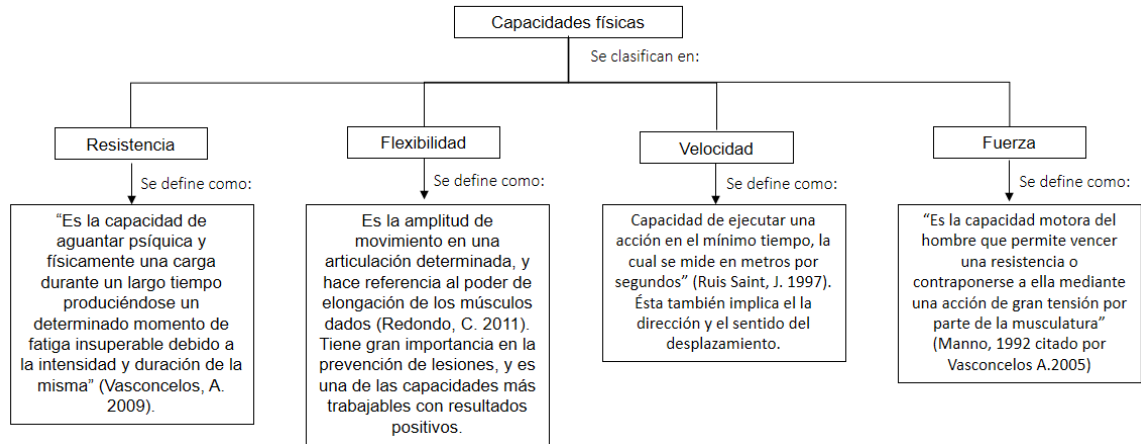 Capacidades físicas
Se clasifican en:
Resistencia
Flexibilidad
Velocidad
Fuerza
Se define como:
Se define como:
Se define como:
Se define como:
“Es la capacidad de
aguantar psíquica y
físicamente una carga
durante un largo tiempo
produciéndose un
determinado momento de
fatiga insuperable debido a
la intensidad y duración de la
misma” (Vasconcelos, A.
2009).
Es la amplitud de
movimiento en una
articulación determinada, y
hace referencia al poder de
elongación de los músculos
dados (Redondo, C. 2011).
Tiene gran importancia en la
prevención de lesiones, y es
una de las capacidades más
trabajables con resultados
positivos.
Capacidad de ejecutar una
acción en el mínimo tiempo, la
cual se mide en metros por
segundos” (Ruis Saint, J. 1997).
Ésta también implica el la
dirección y el sentido del
desplazamiento.
“Es la capacidad motora del
hombre que permite vencer
una resistencia o
contraponerse a ella mediante
una acción de gran tensión por
parte de la musculatura”
(Manno, 1992 citado por
Vasconcelos A.2005)